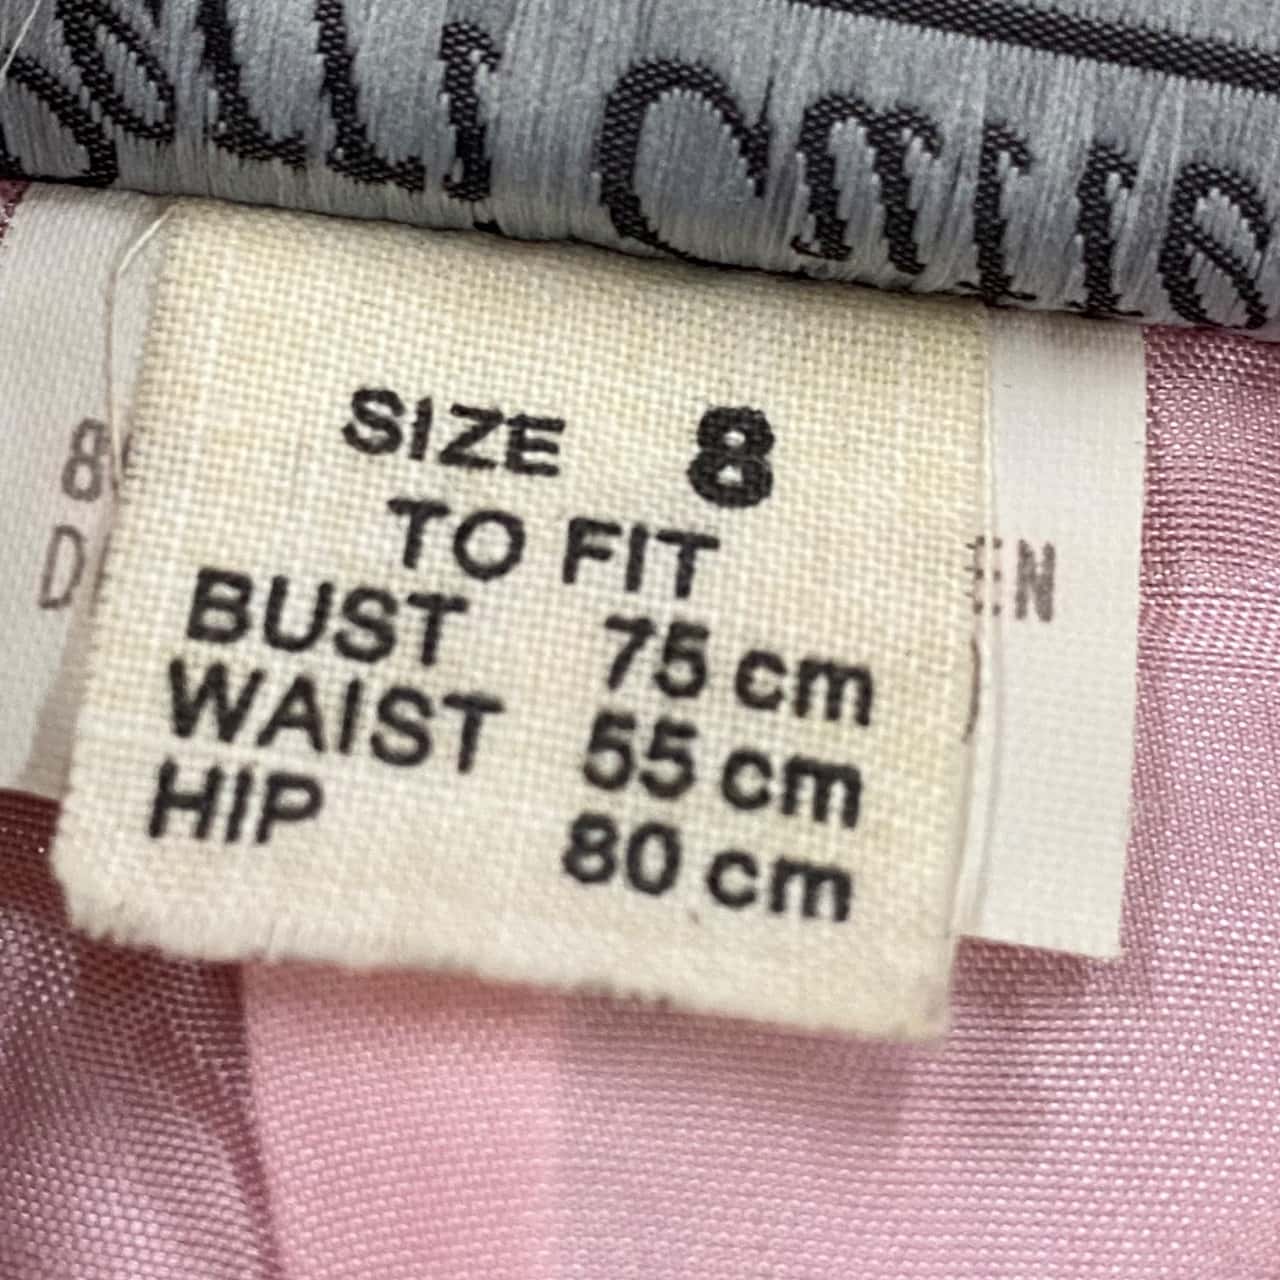 SIZE 8
TO FIT
BUST 75 cm
WAIST 55 cm
HIP 80 cm